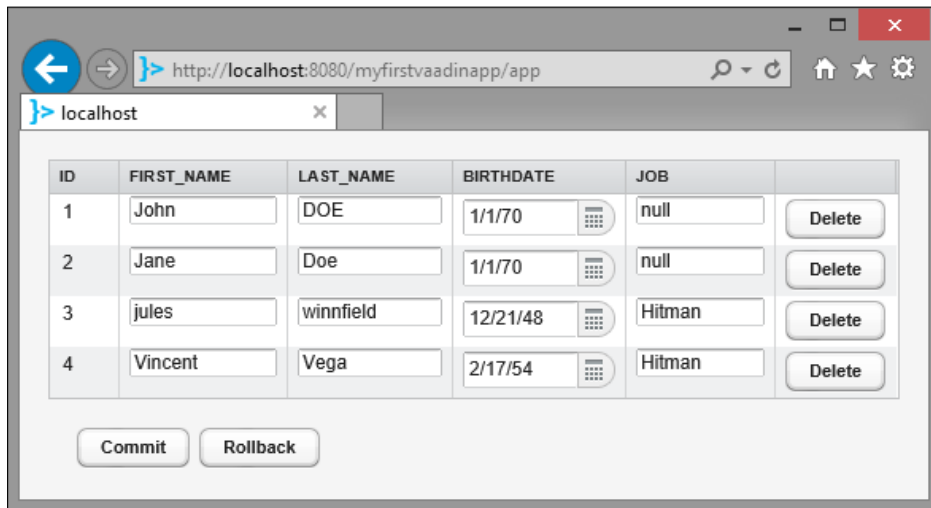 http://localhost:8080/myfirstvaadinapp/app
localhost
ID FIRST_NAME LAST_NAME BIRTHDATE JOB
1 John DOE 1/1/70 null Delete
2 Jane Doe 1/1/70 null Delete
3 jules winnfield 12/21/48 Hitman Delete
4 Vincent Vega 2/17/54 Hitman Delete
Commit Rollback